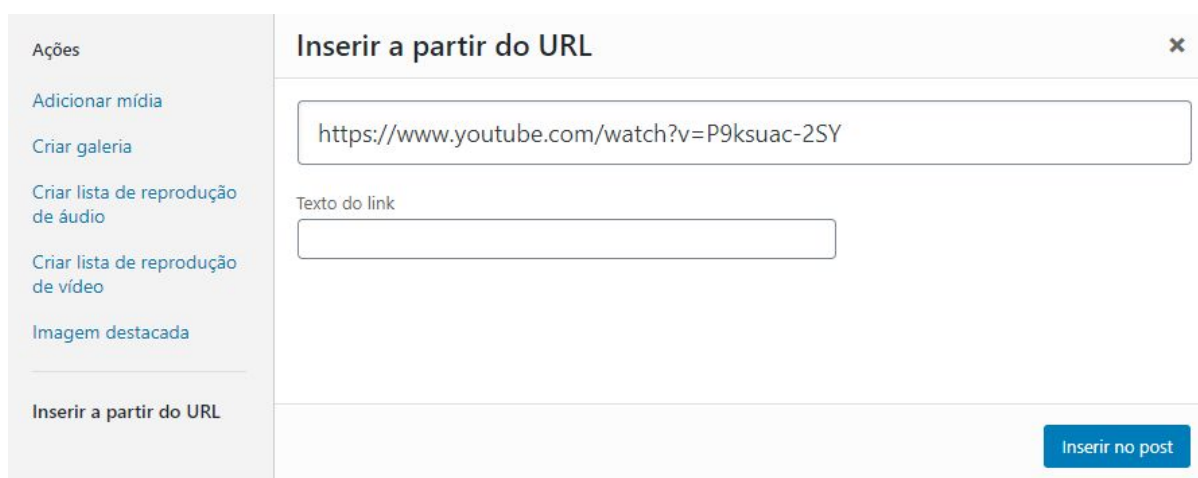 Ações
Adicionar mídia
Criar galeria
Criar lista de reprodução
de áudio
Criar lista de reprodução
de vídeo
Imagem destacada
Inserir a partir do URL
Inserir a partir do URL
×
https://www.youtube.com/watch?v=P9ksuac-2SY
Texto do link
Inserir no post